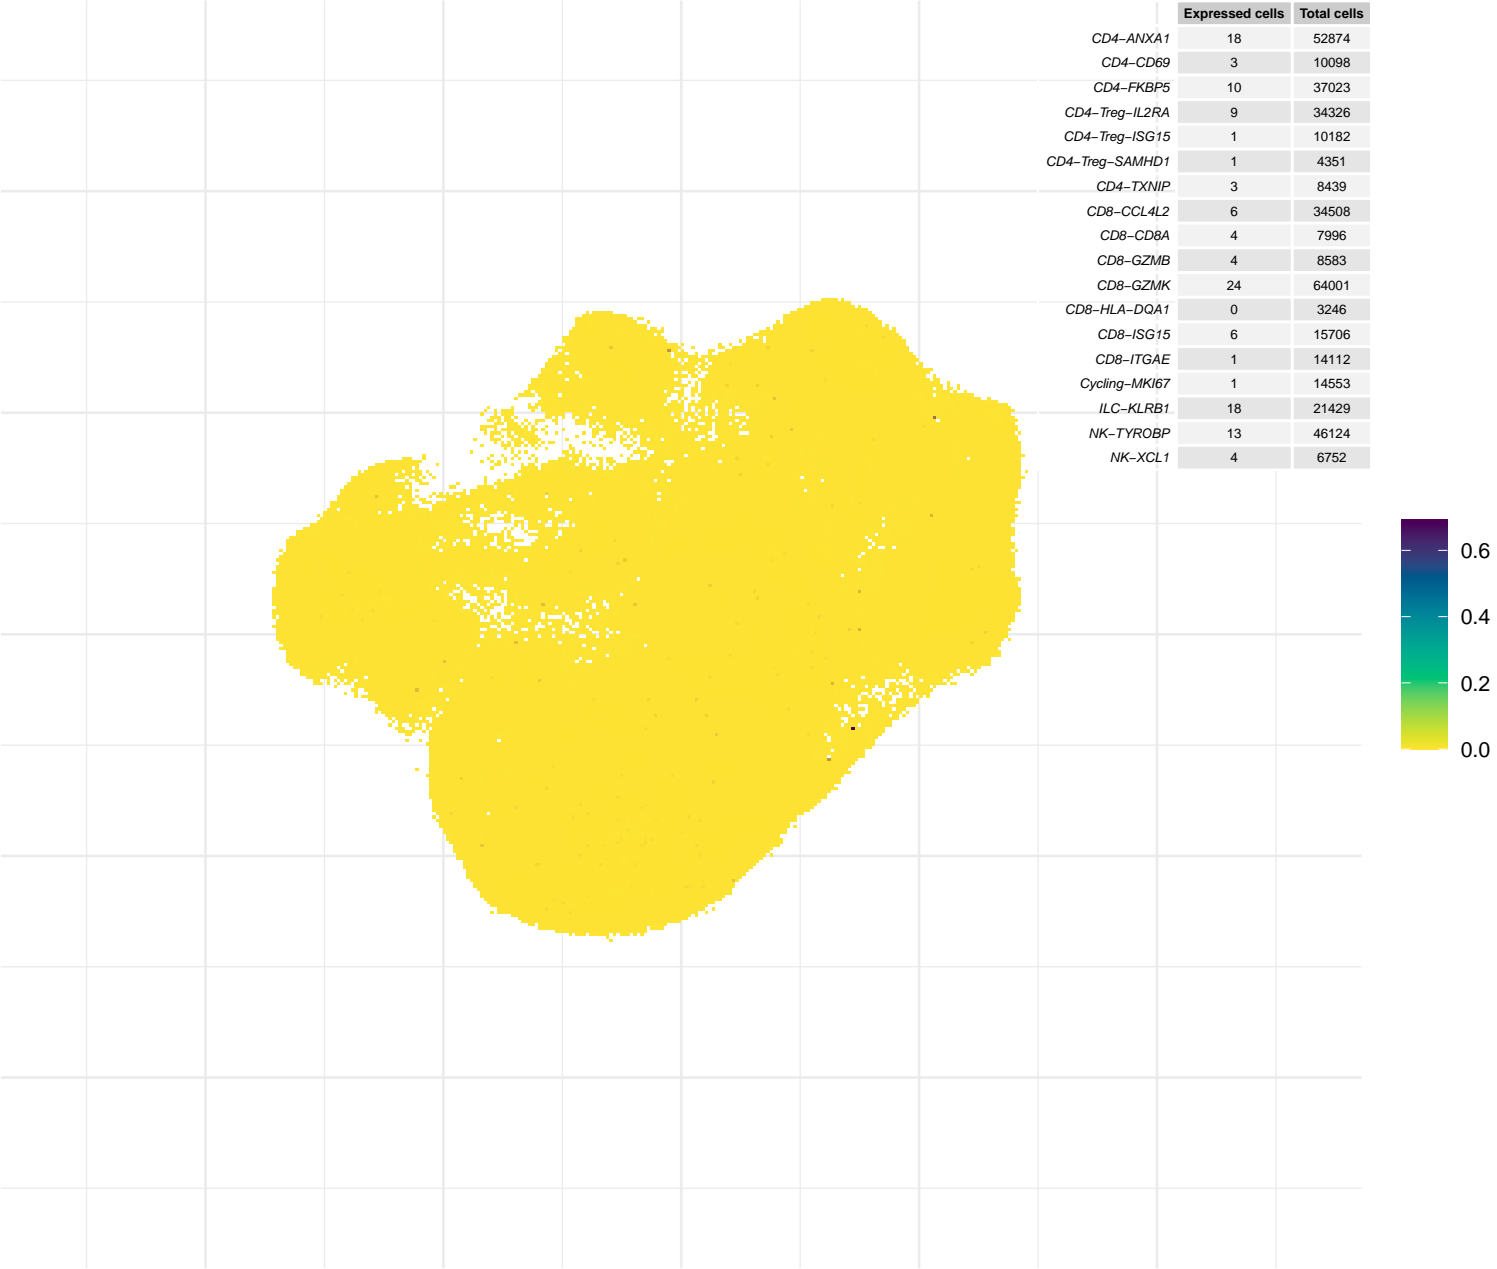 Expressed cells Total cells
CD4−ANXA1 18 52874
CD4−CD69 3 10098
CD4−FKBP5 10 37023
CD4−Treg−IL2RA 9 34326
CD4−Treg−ISG15 1 10182
CD4−Treg−SAMHD1 1 4351
CD4−TXNIP 3 8439
CD8−CCL4L2 6 34508
CD8−CD8A 4 7996
CD8−GZMB 4 8583
CD8−GZMK 24 64001
CD8−HLA−DQA1 0 3246
CD8−ISG15 6 15706
CD8−ITGAE 1 14112
Cycling−MKI67 1 14553
ILC−KLRB1 18 21429
NK−TYROBP 13 46124
NK−XCL1 4 6752
0.6
0.4
0.2
0.0